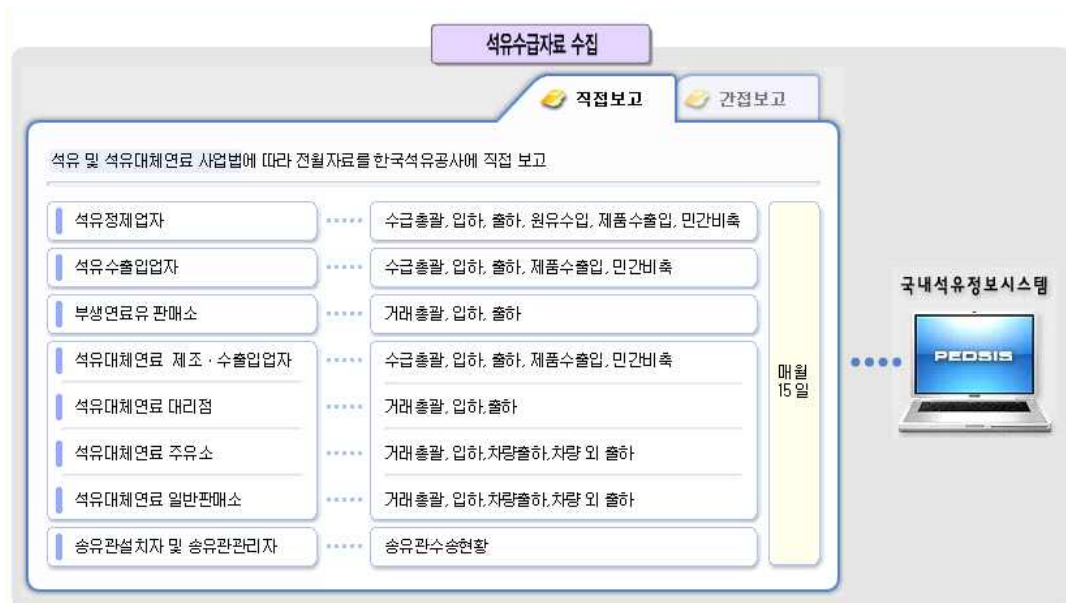 석유수급자료 수집
직접보고
간접보고
석유 및 석유대체연료 사업법에 따라 전월자료를 한국석유공사에 직접 보고
석유정제업자 ····· 수급총괄, 입하, 출하, 원유수입, 제품수출입, 민간비축
석유수출입업자 ····· 수급총괄, 입하, 출하, 제품수출입, 민간비축
부생연료유 판매소 ····· 거래총괄, 입하, 출하
석유대체연료 제조 · 수출입업자 ····· 수급총괄, 입하, 출하, 제품수출입, 민간비축
석유대체연료 대리점 ····· 거래총괄, 입하,출하
석유대체연료 주유소 ····· 거래총괄, 입하,차량출하,차량 외 출하
석유대체연료 일반판매소 ····· 거래총괄, 입하,차량출하,차량 외 출하
송유관설치자 및 송유관관리자 ····· 송유관수송현황
매월
15일
국내석유정보시스템
PEDSIS